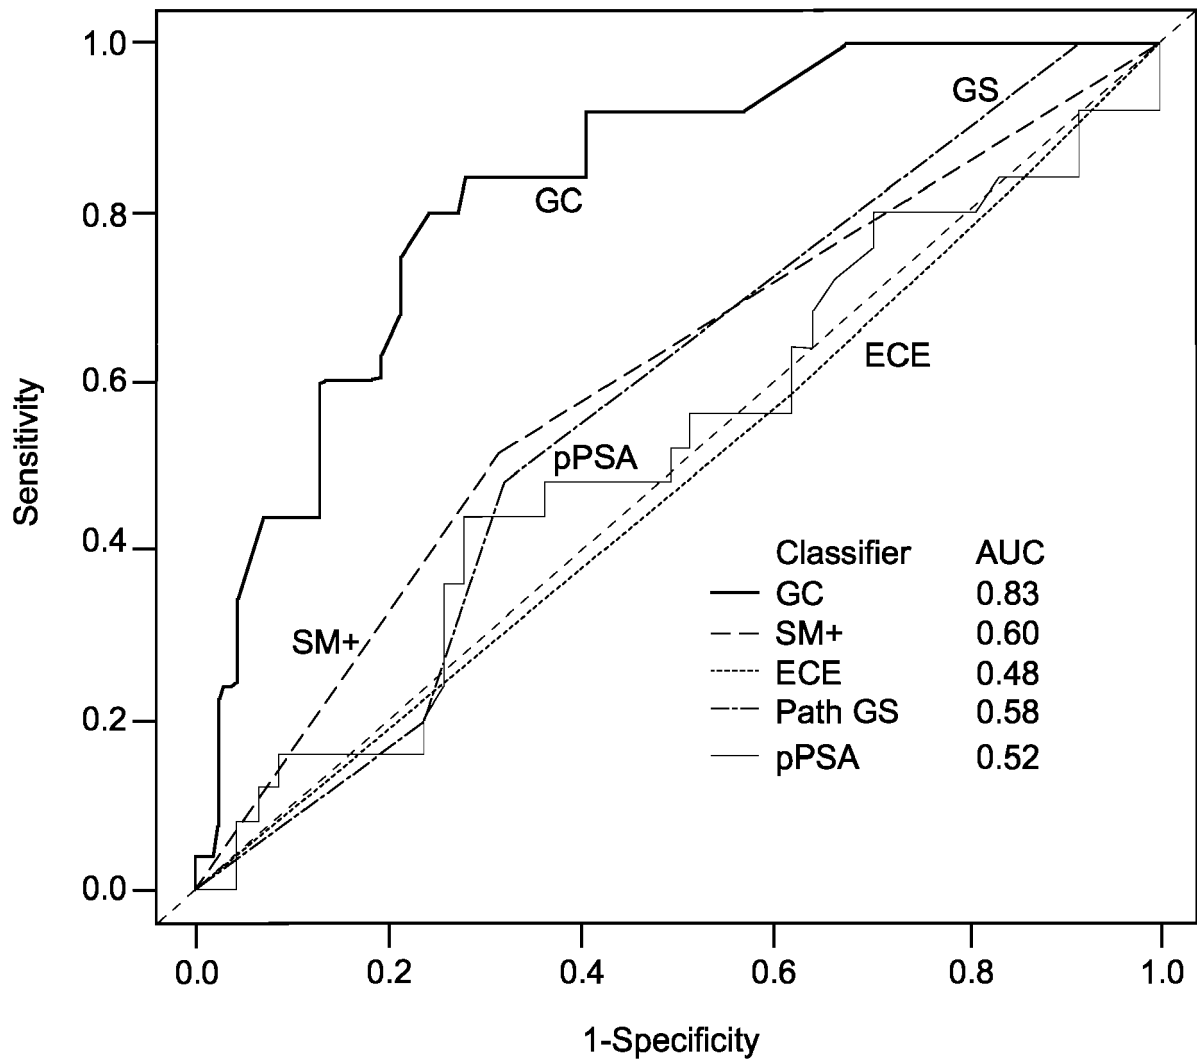 1.0
0.8
0.6
0.4
0.2
0.0
Sensitivity
GS
GC
ECE
pPSA
SM+
Classifier AUC
GC 0.83
SM+ 0.60
ECE 0.48
Path GS 0.58
pPSA 0.52
0.0 0.2 0.4 0.6 0.8 1.0
1-Specificity